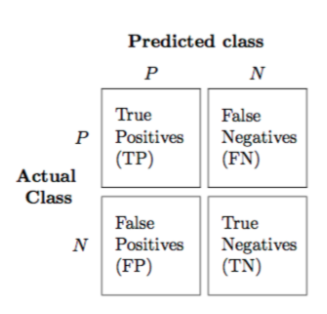 Predicted class
P N
True
Positives
(TP)
False
Negatives
(FN)
P
Actual
Class
False
Positives
(FP)
True
Negatives
(TN)
N